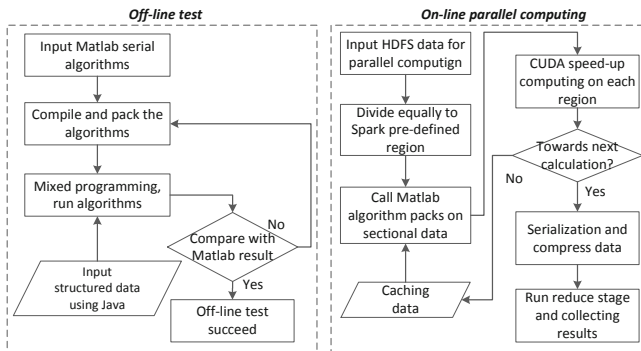 Off-line test
Input Matlab serial
algorithms
Compile and pack the
algorithms
Mixed programming,
run algorithms
No
Compare with
Matlab result
Input
structured data
using Java
Yes
Off-line test
succeed
On-line parallel computing
Input HDFS data for
parallel computign
Divide equally to
Spark pre-defined
region
Call Matlab
algorithm packs on
sectional data
Caching
data
CUDA speed-up
computing on each
region
Towards next
calculation?
No
Yes
Serialization and
compress data
Run reduce stage
and collecting
results